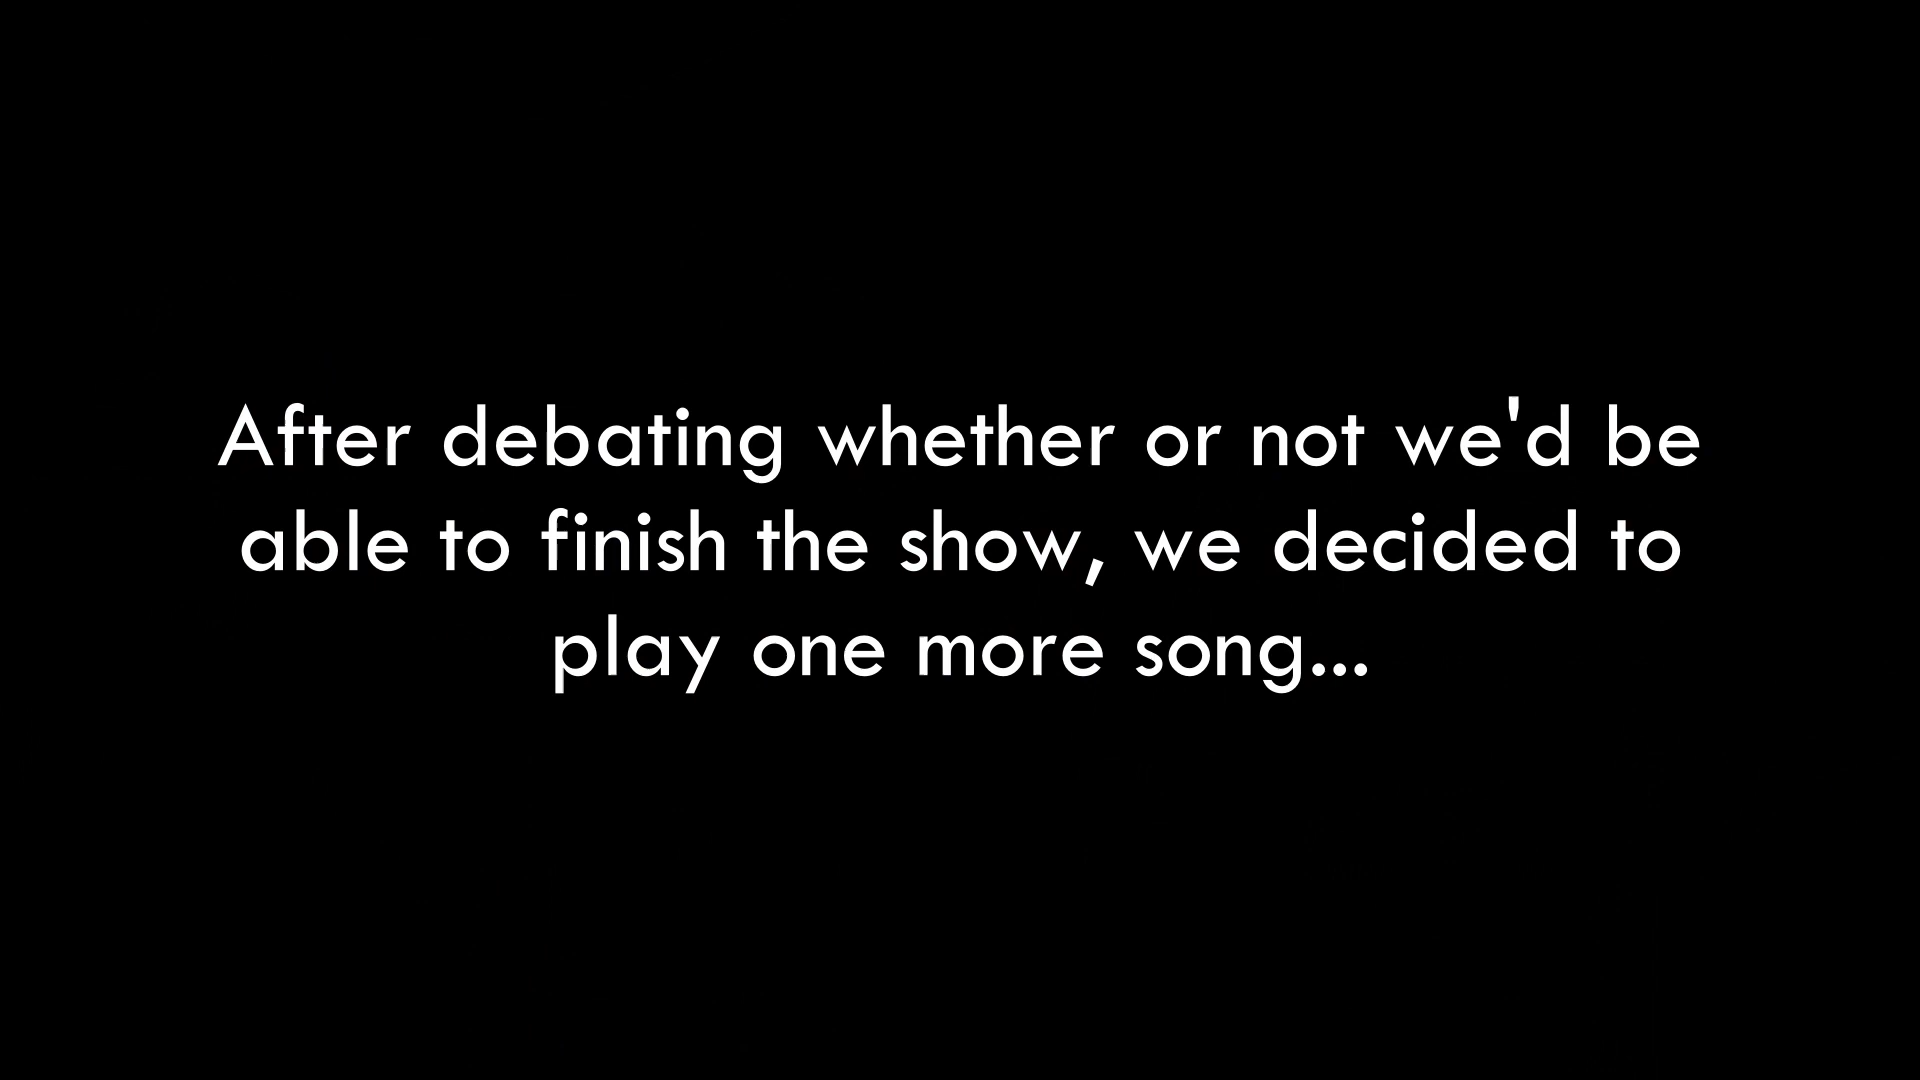 After debating whether or not we'd be
able to finish the show, we decided to
play one more song...